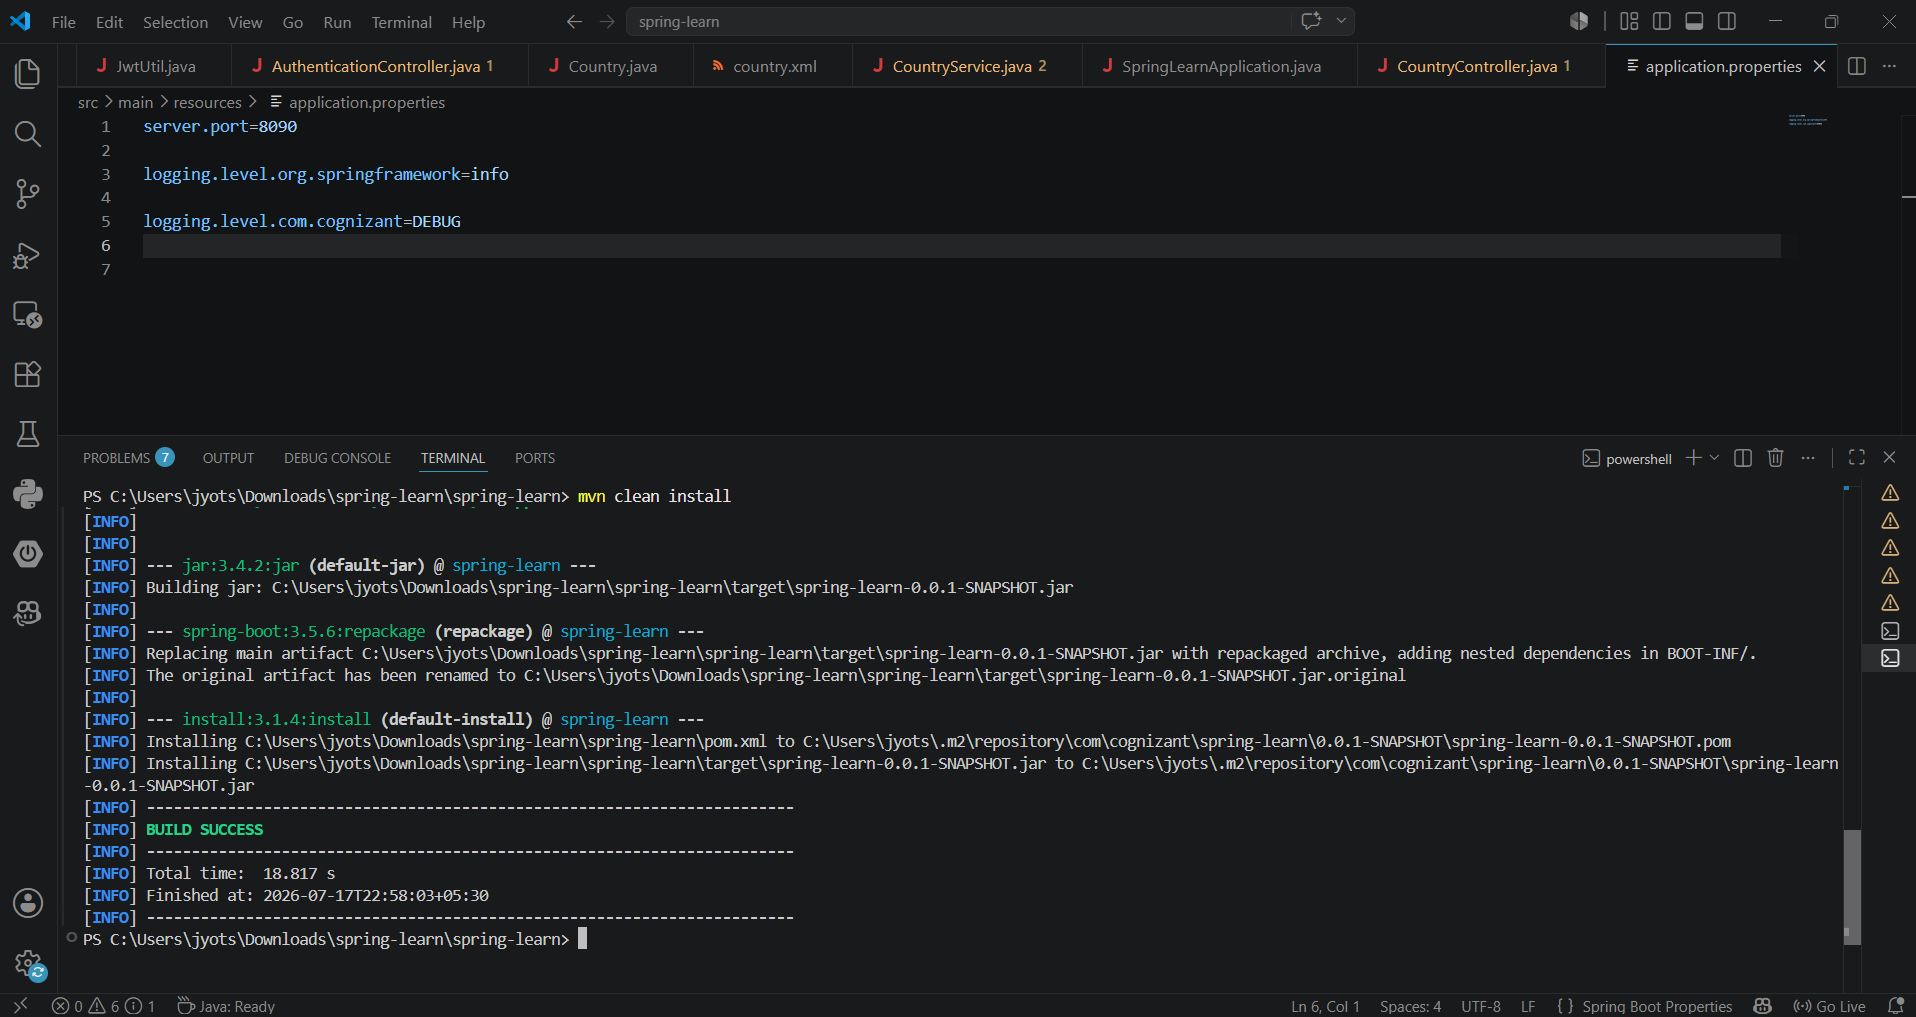 File Edit Selection View Go Run Terminal Help
spring-learn
JwtUtil.java
AuthenticationController.java 1
Country.java
country.xml
CountryService.java 2
SpringLearnApplication.java
CountryController.java 1
application.properties
src > main > resources > application.properties
1 server.port=8090
2
3 logging.level.org.springframework=info
4
5 logging.level.com.cognizant=DEBUG
6
7
PROBLEMS 7 OUTPUT DEBUG CONSOLE TERMINAL PORTS
powershell
PS C:\Users\jyots\Downloads\spring-learn\spring-learn> mvn clean install
[INFO]
[INFO]
[INFO] --- jar:3.4.2:jar (default-jar) @ spring-learn ---
[INFO] Building jar: C:\Users\jyots\Downloads\spring-learn\spring-learn\target\spring-learn-0.0.1-SNAPSHOT.jar
[INFO]
[INFO] --- spring-boot:3.5.6:repackage (repackage) @ spring-learn ---
[INFO] Replacing main artifact C:\Users\jyots\Downloads\spring-learn\spring-learn\target\spring-learn-0.0.1-SNAPSHOT.jar with repackaged archive, adding nested dependencies in BOOT-INF/.
[INFO] The original artifact has been renamed to C:\Users\jyots\Downloads\spring-learn\spring-learn\target\spring-learn-0.0.1-SNAPSHOT.jar.original
[INFO]
[INFO] --- install:3.1.4:install (default-install) @ spring-learn ---
[INFO] Installing C:\Users\jyots\Downloads\spring-learn\spring-learn\pom.xml to C:\Users\jyots\.m2\repository\com\cognizant\spring-learn\0.0.1-SNAPSHOT\spring-learn-0.0.1-SNAPSHOT.pom
[INFO] Installing C:\Users\jyots\Downloads\spring-learn\spring-learn\target\spring-learn-0.0.1-SNAPSHOT.jar to C:\Users\jyots\.m2\repository\com\cognizant\spring-learn\0.0.1-SNAPSHOT\spring-learn
-0.0.1-SNAPSHOT.jar
[INFO] ------------------------------------------------------------------------
[INFO] BUILD SUCCESS
[INFO] ------------------------------------------------------------------------
[INFO] Total time:  18.817 s
[INFO] Finished at: 2026-07-17T22:58:03+05:30
[INFO] ------------------------------------------------------------------------
PS C:\Users\jyots\Downloads\spring-learn\spring-learn>
0 6 1 Java: Ready
Ln 6, Col 1 Spaces: 4 UTF-8 LF {} Spring Boot Properties Go Live